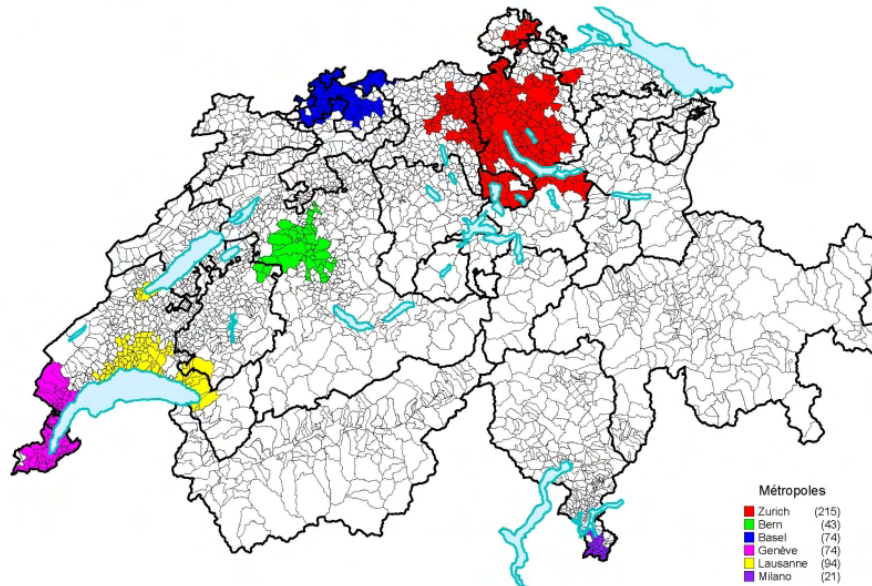 Métropoles
Zurich (215)
Bern (43)
Basel (74)
Genève (74)
Lausanne (94)
Milano (21)